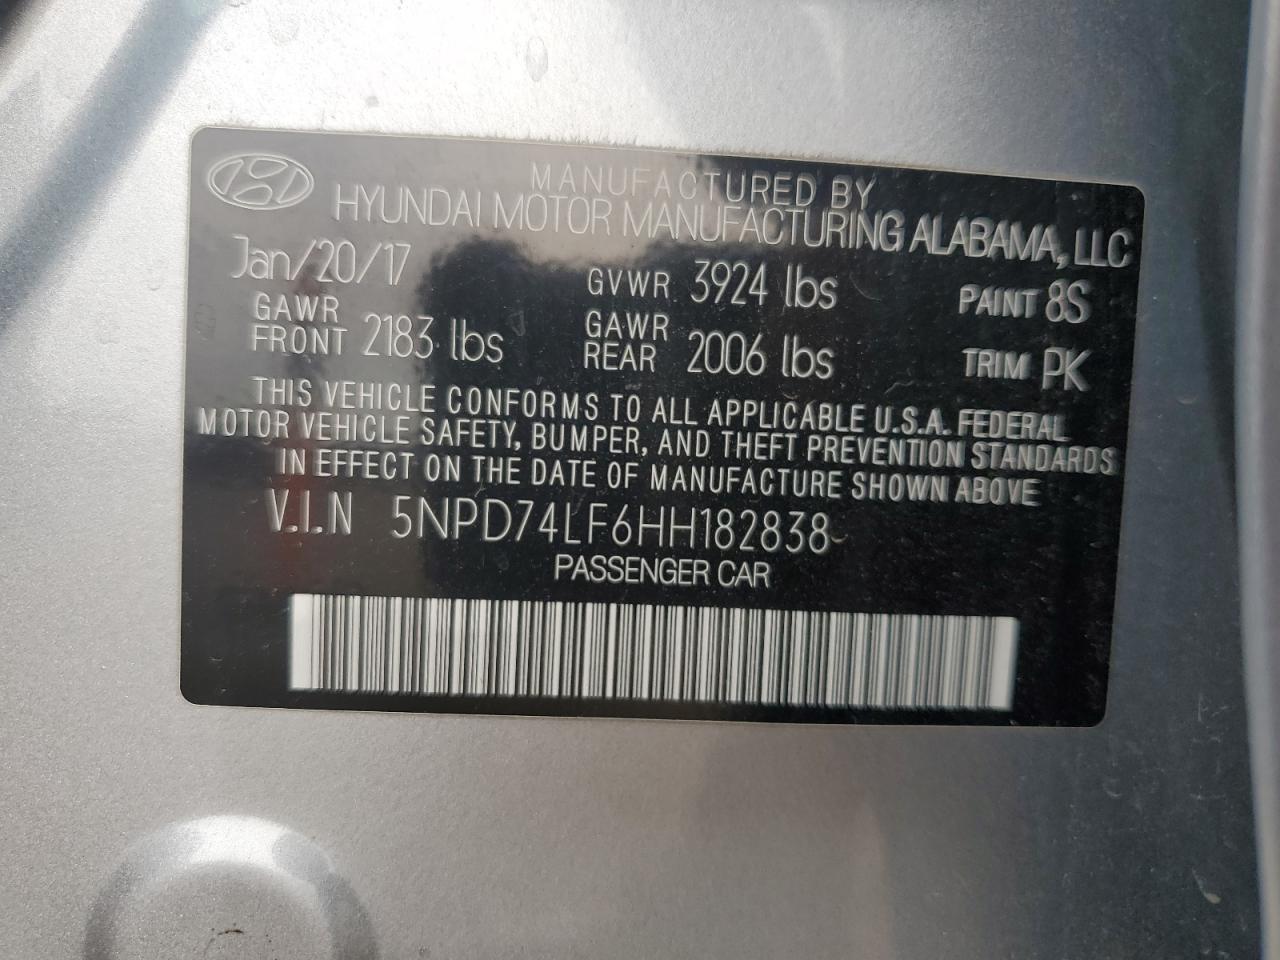 MANUFACTURED BY
HYUNDAI MOTOR MANUFACTURING ALABAMA, LLC
Jan/20/17 GVWR 3924 lbs PAINT 8S
GAWR FRONT 2183 lbs GAWR REAR 2006 lbs TRIM PK
THIS VEHICLE CONFORMS TO ALL APPLICABLE U.S.A. FEDERAL
MOTOR VEHICLE SAFETY, BUMPER, AND THEFT PREVENTION STANDARDS
IN EFFECT ON THE DATE OF MANUFACTURE SHOWN ABOVE
V.I.N 5NPD74LF6HH182838
PASSENGER CAR